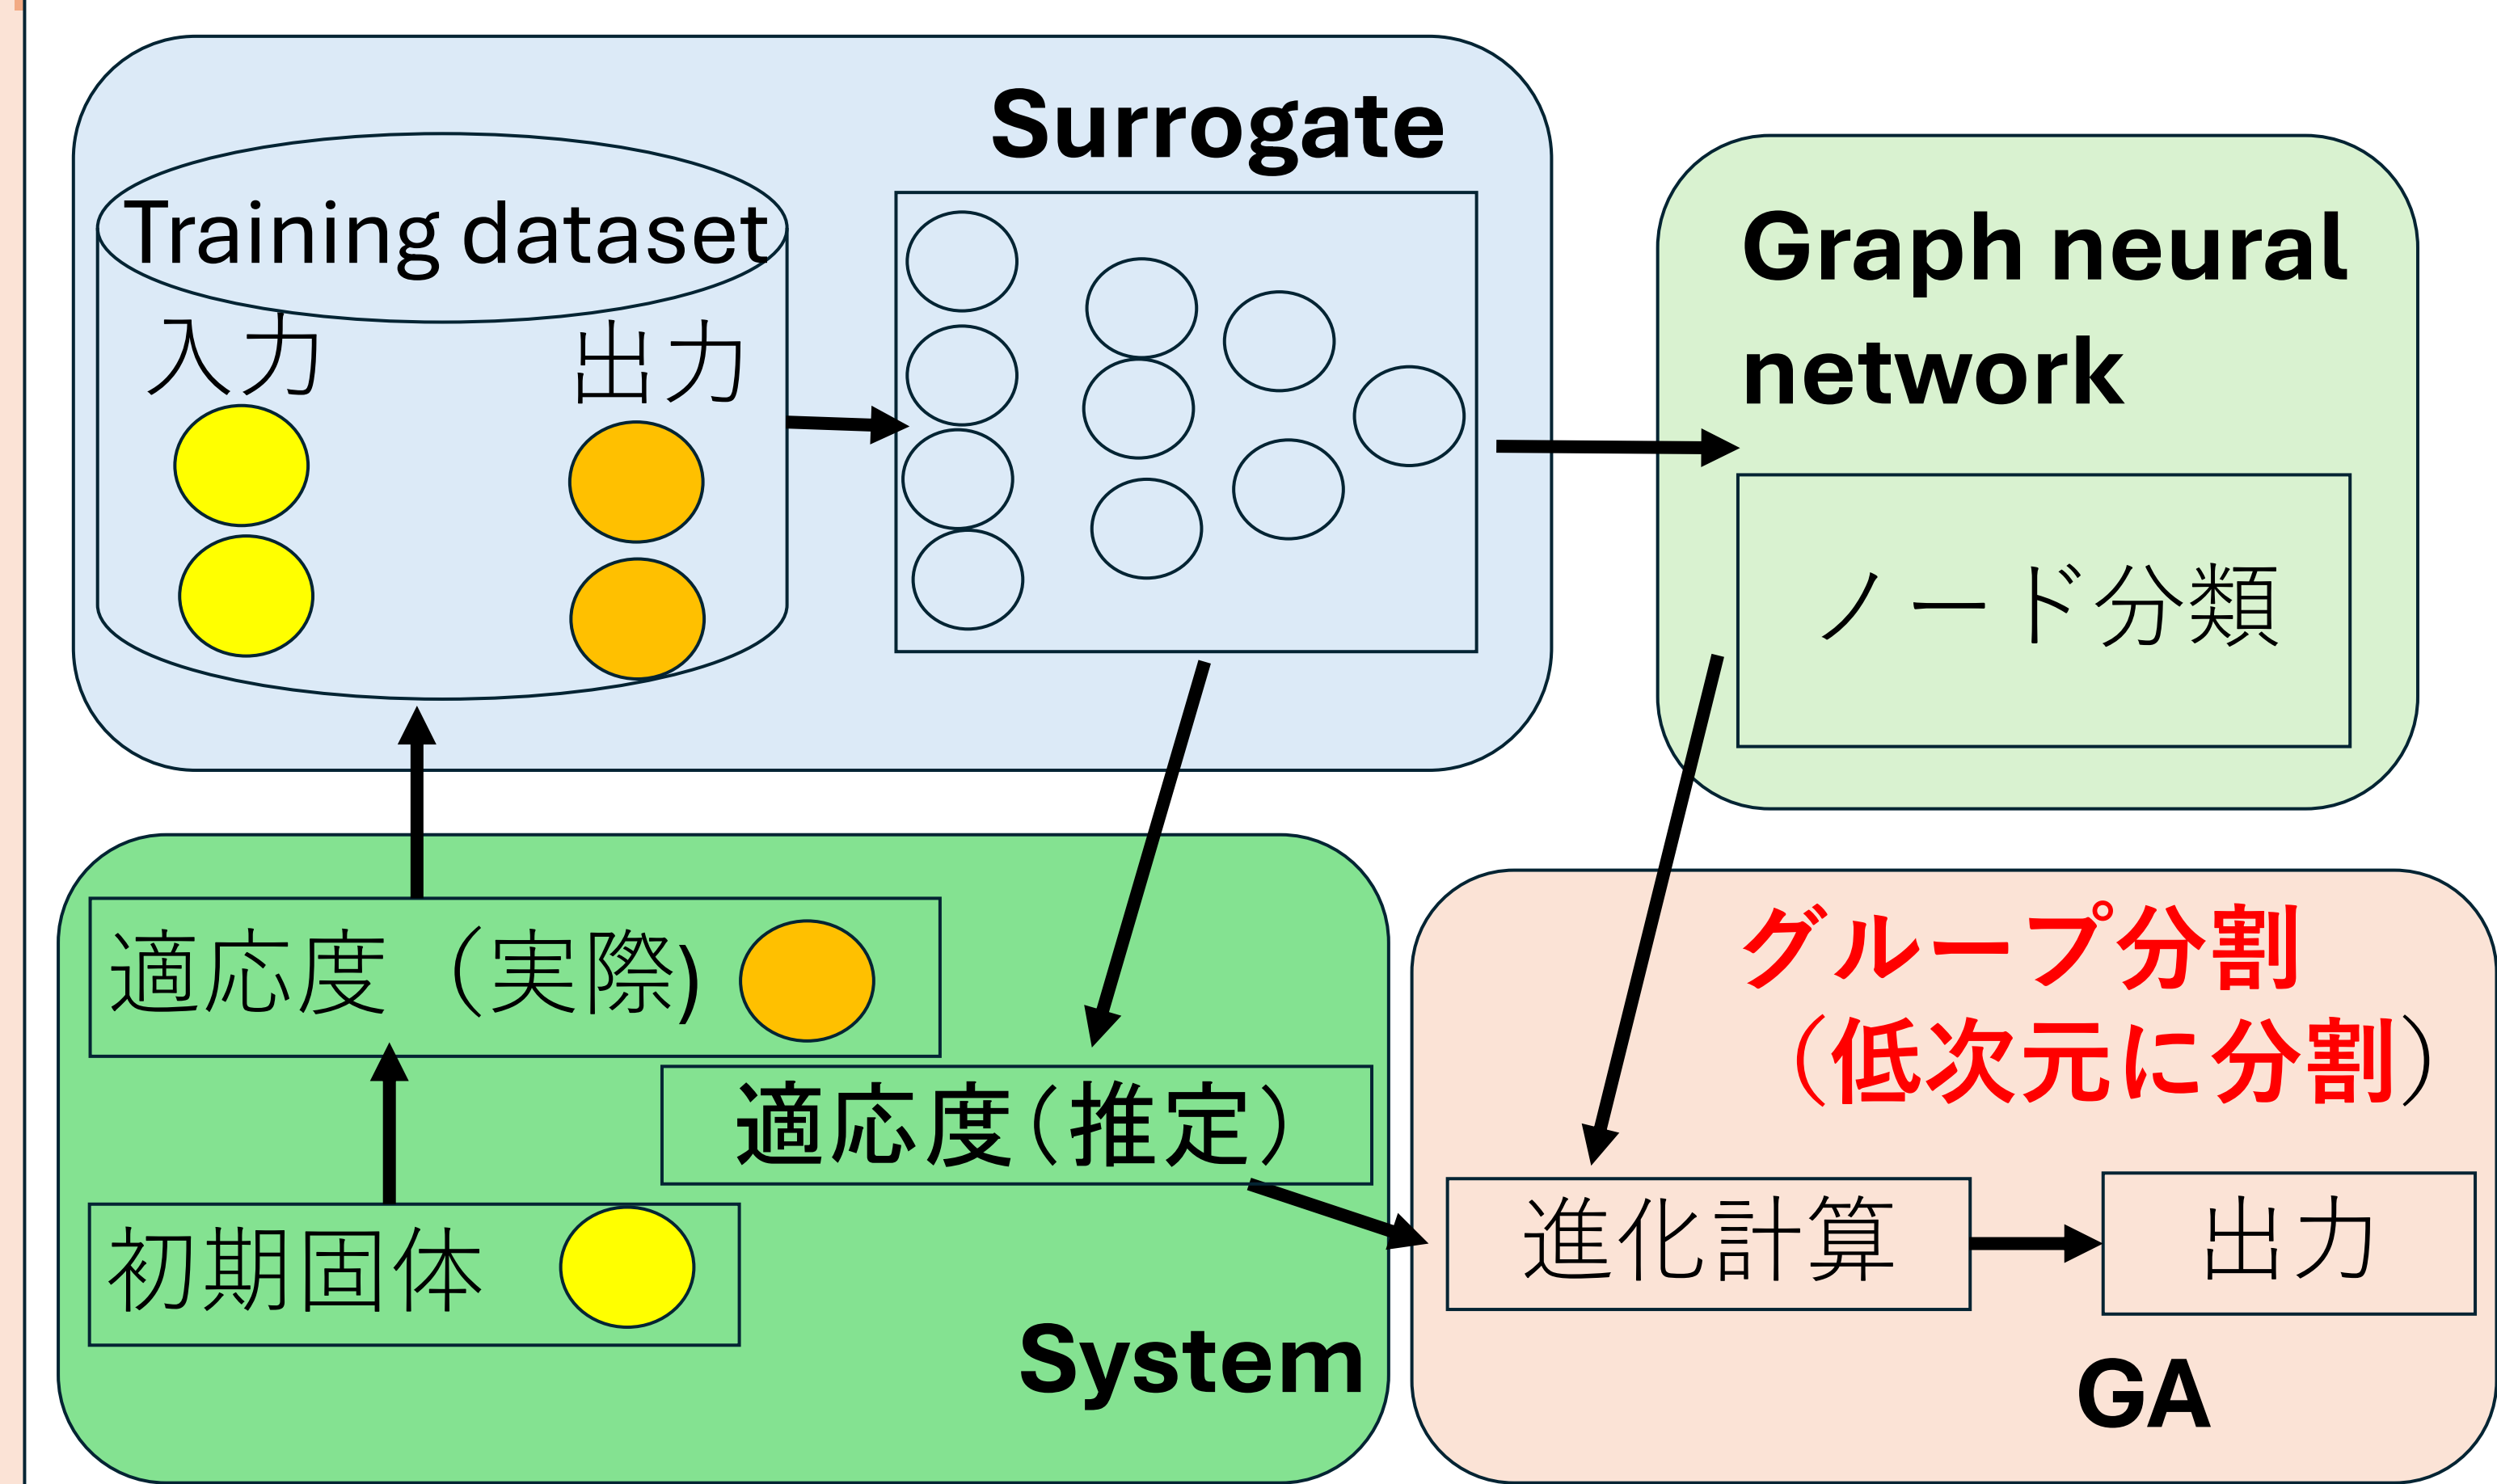 Surrogate
Training dataset
入力
出力
Graph neural
network
ノード分類
適応度（実際)
適応度(推定）
初期固体
System
グループ分割
（低次元に分割）
進化計算
出力
GA